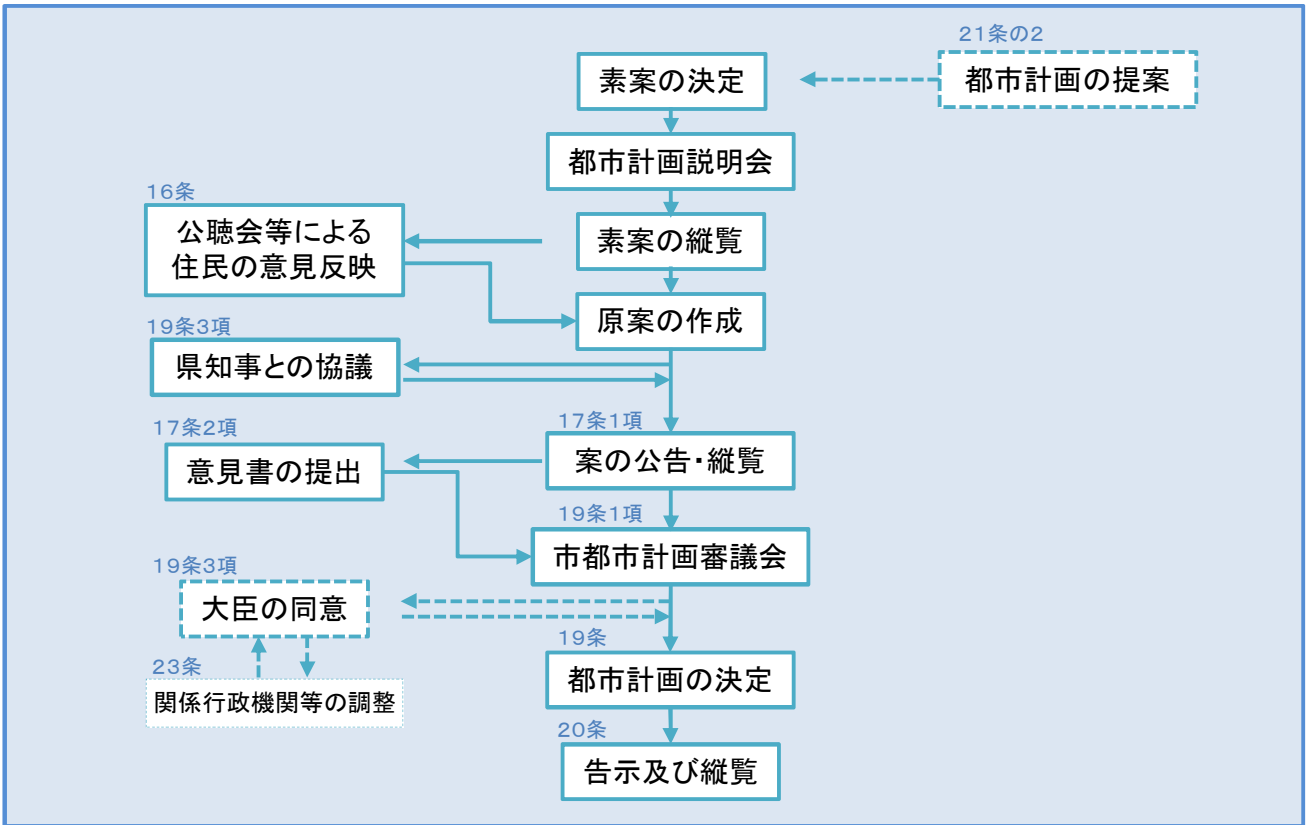 21条の2
素案の決定
都市計画の提案
都市計画説明会
16条
公聴会等による
住民の意見反映
素案の縦覧
原案の作成
19条3項
県知事との協議
17条1項
17条2項
案の公告・縦覧
意見書の提出
19条1項
市都市計画審議会
19条3項
大臣の同意
19条
23条
都市計画の決定
関係行政機関等の調整
20条
告示及び縦覧